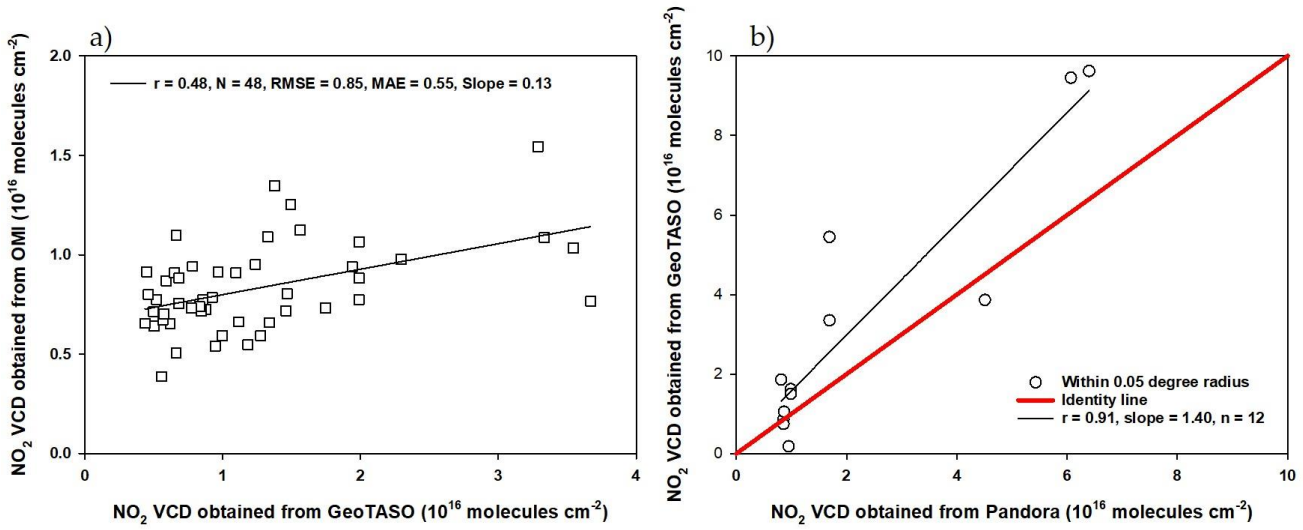 a)
r = 0.48, N = 48, RMSE = 0.85, MAE = 0.55, Slope = 0.13
NO₂ VCD obtained from OMI (10¹⁶ molecules cm⁻²)
2.0
1.5
1.0
0.5
0.0
0 1 2 3 4
NO₂ VCD obtained from GeoTASO (10¹⁶ molecules cm⁻²)
b)
NO₂ VCD obtained from GeoTASO (10¹⁶ molecules cm⁻²)
10
8
6
4
2
0
Within 0.05 degree radius
Identity line
r = 0.91, slope = 1.40, n = 12
0 2 4 6 8 10
NO₂ VCD obtained from Pandora (10¹⁶ molecules cm⁻²)